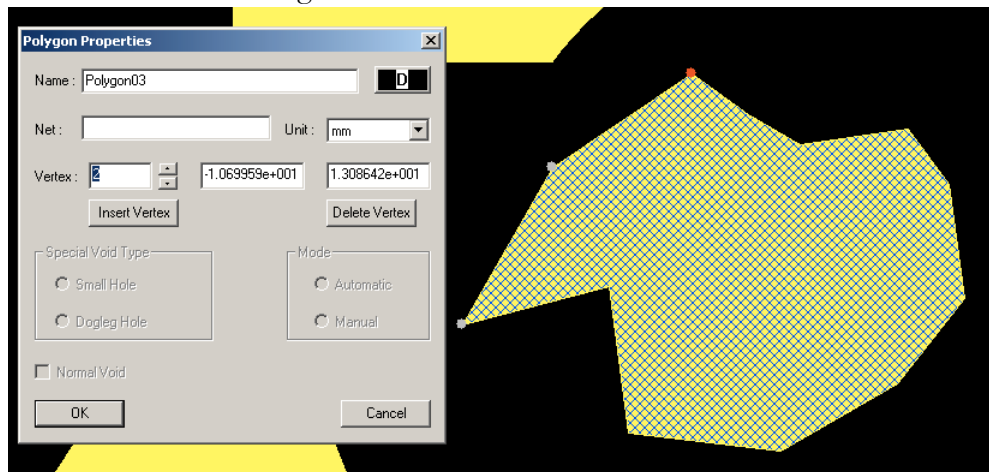 Polygon Properties
Name : Polygon03 D
Net : Unit : mm
Vertex : 2 -1.069959e+001 1.308642e+001
Insert Vertex Delete Vertex
Special Void Type Mode
Small Hole Automatic
Dogleg Hole Manual
Normal Void
OK Cancel